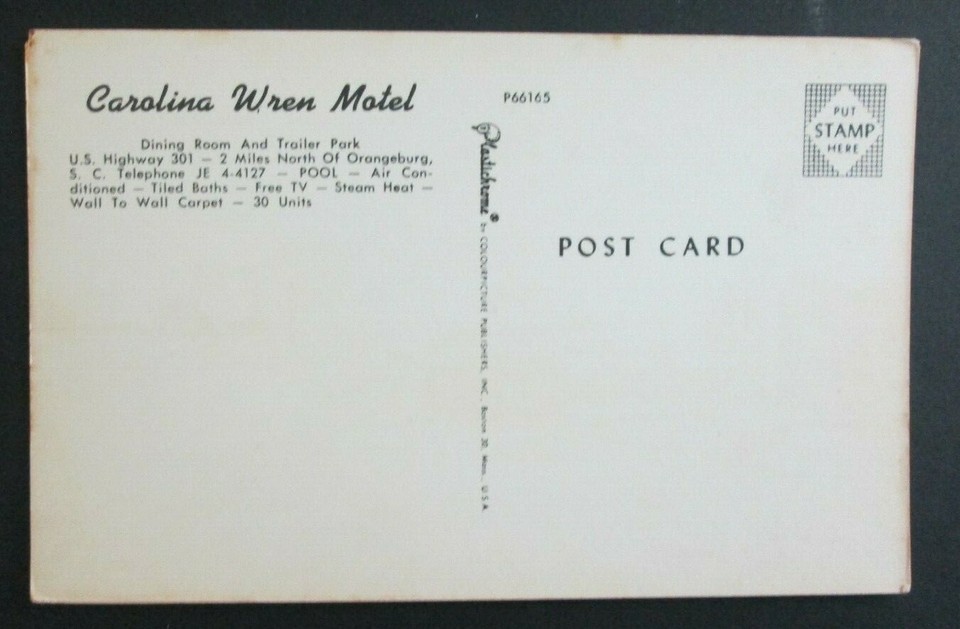 Carolina Wren Motel
Dining Room And Trailer Park
U.S. Highway 301 — 2 Miles North Of Orangeburg,
S. C. Telephone JE 4-4127 — POOL — Air Con-
ditioned — Tiled Baths — Free TV — Steam Heat —
Wall To Wall Carpet — 30 Units
P66165
Plastichrome® by COLOURPICTURE PUBLISHERS, INC., Boston 30, Mass., U.S.A.
PUT
STAMP
HERE
POST CARD